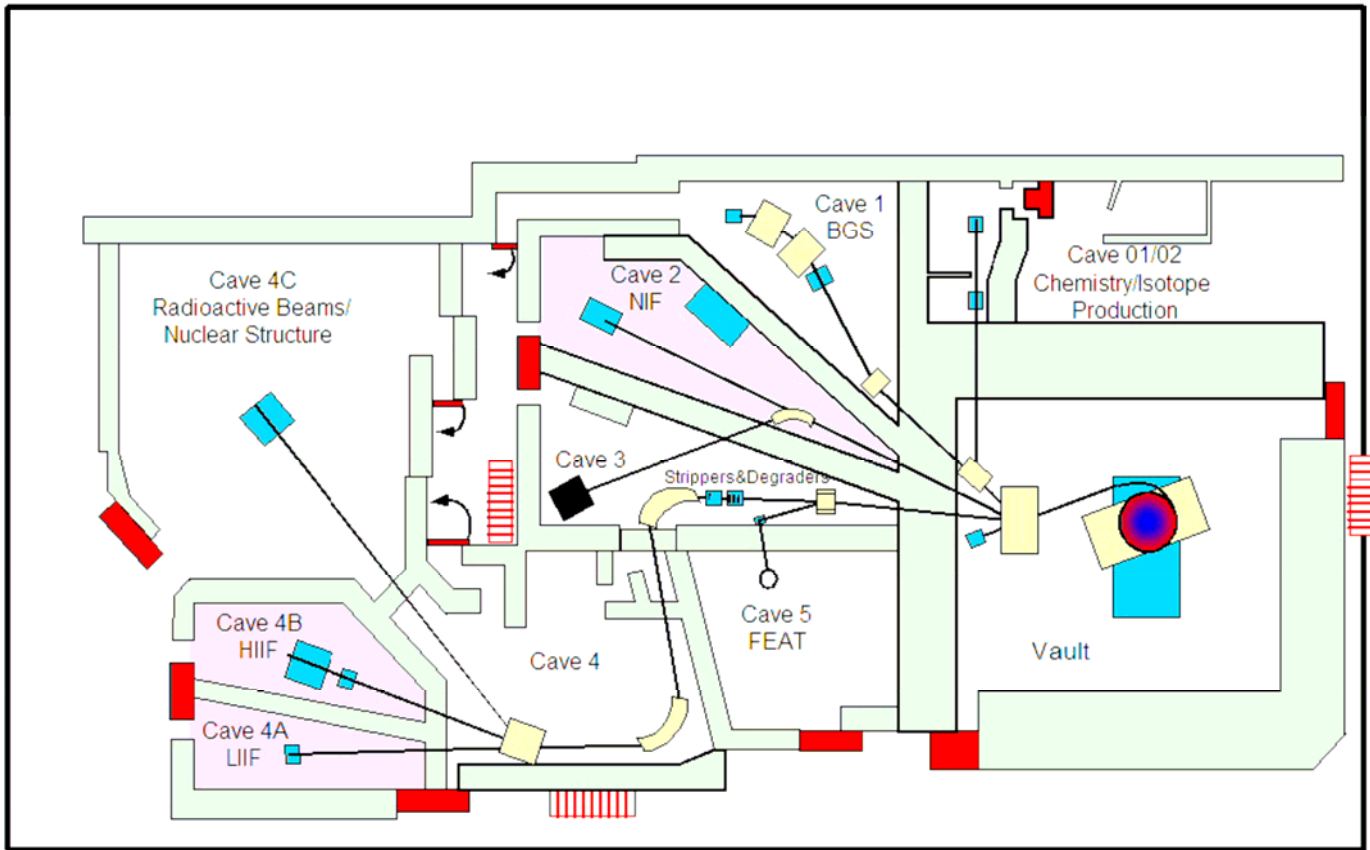 Cave 1
BGS
Cave 01/02
Chemistry/Isotope
Production
Cave 2
NIF
Cave 4C
Radioactive Beams/
Nuclear Structure
Cave 3
Strippers&Degraders
Cave 5
FEAT
Vault
Cave 4
Cave 4B
HIIF
Cave 4A
LIIF